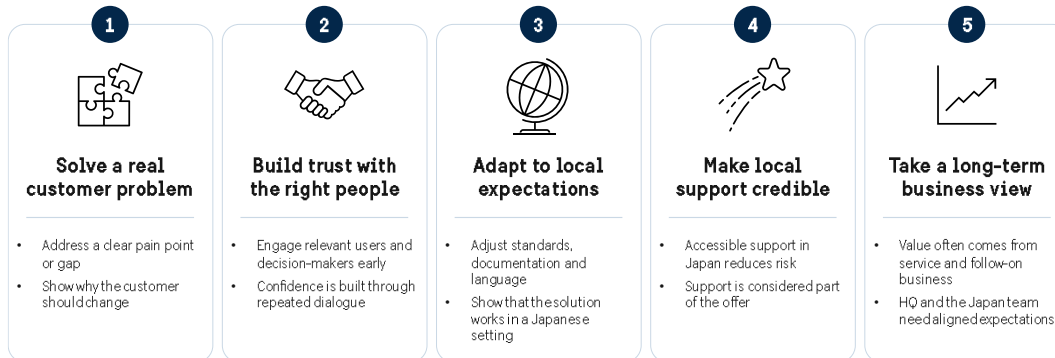 1
Solve a real
customer problem
• Address a clear pain point
or gap
• Show why the customer
should change
2
Build trust with
the right people
• Engage relevant users and
decision-makers early
• Confidence is built through
repeated dialogue
3
Adapt to local
expectations
• Adjust standards,
documentation and
language
• Show that the solution
works in a Japanese
setting
4
Make local
support credible
• Accessible support in
Japan reduces risk
• Support is considered part
of the offer
5
Take a long-term
business view
• Value often comes from
service and follow-on
business
• HQ and the Japan team
need aligned expectations